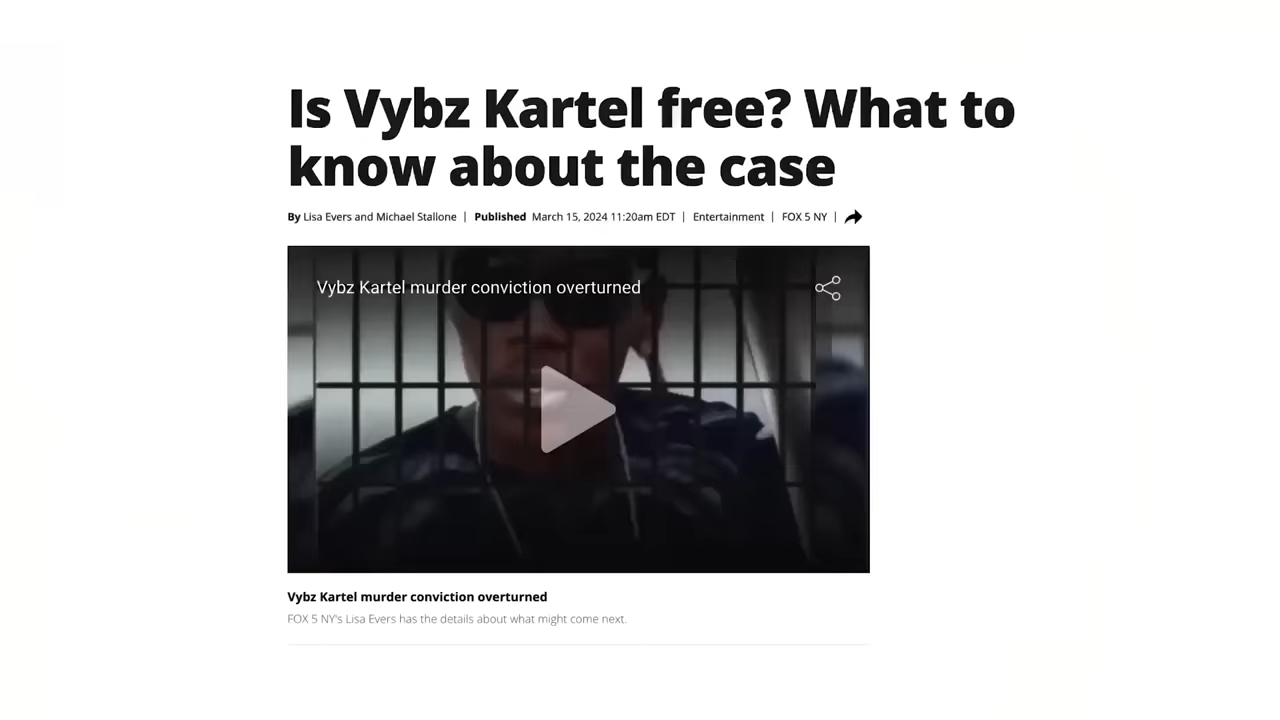 Is Vybz Kartel free? What to
know about the case
By Lisa Evers and Michael Stallone | Published March 15, 2024 11:20am EDT | Entertainment | FOX 5 NY |
Vybz Kartel murder conviction overturned
Vybz Kartel murder conviction overturned
FOX 5 NY's Lisa Evers has the details about what might come next.